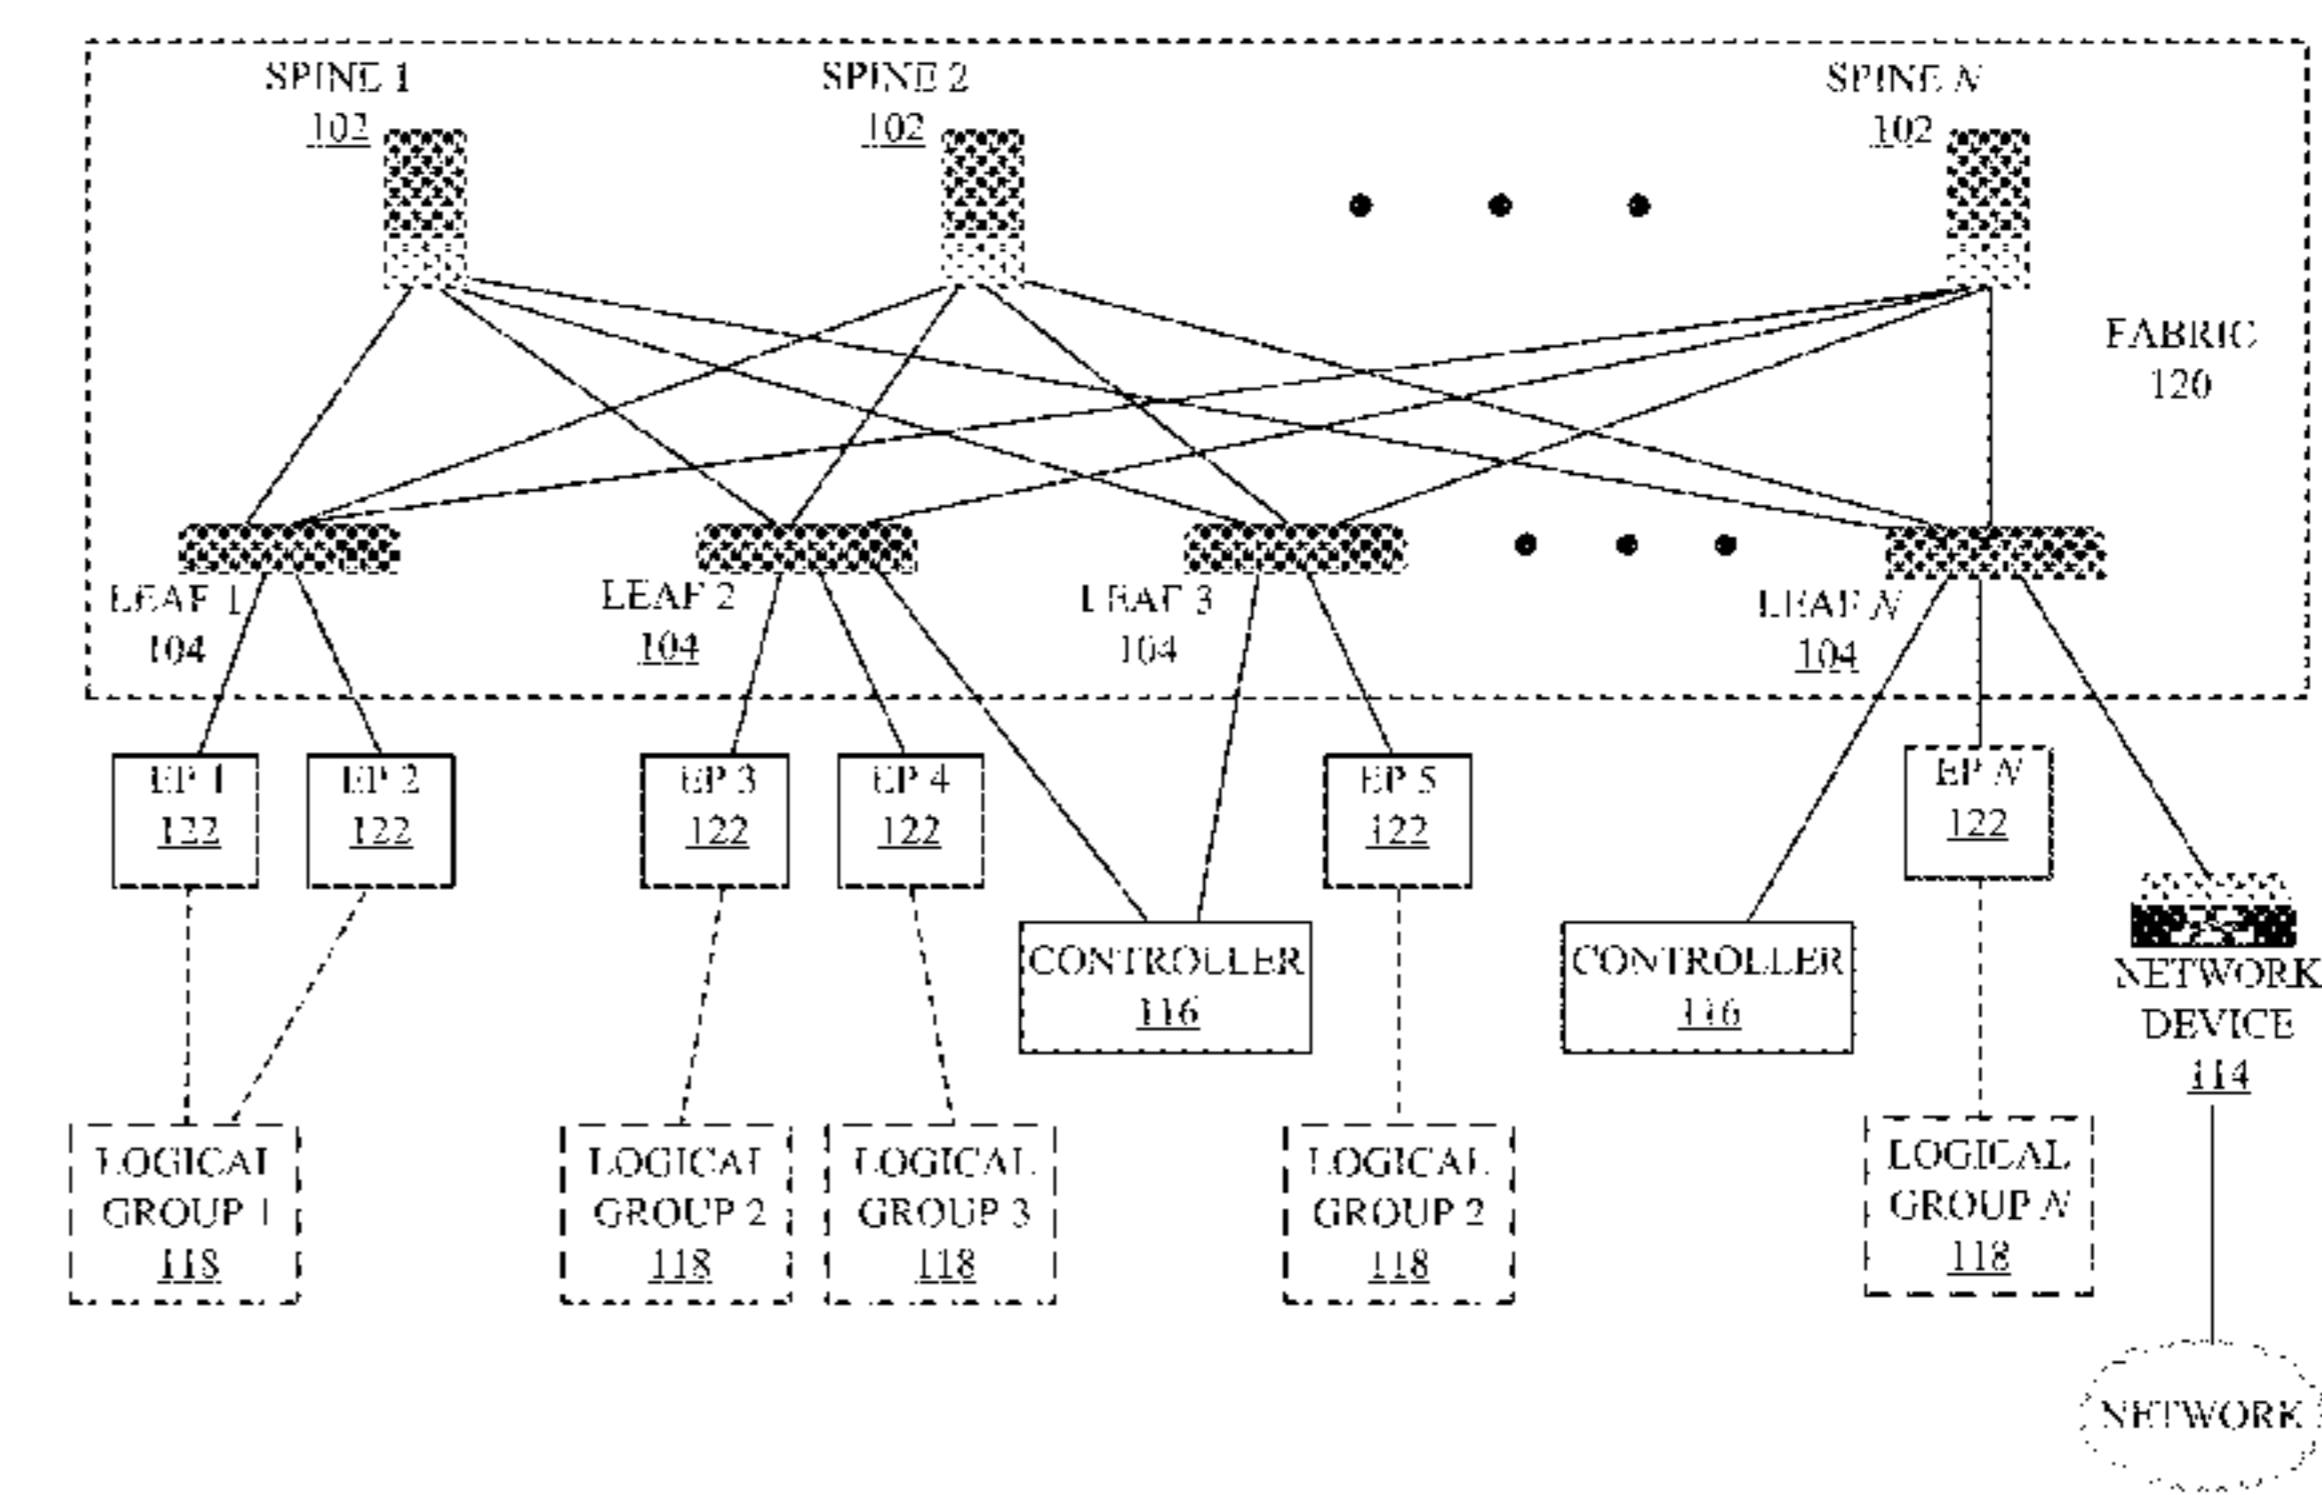 SPINE 1
102
SPINE 2
102
SPINE N
102
FABRIC
120
LEAF 1
104
LEAF 2
104
LEAF 3
104
LEAF N
104
EP 1
122
EP 2
122
EP 3
122
EP 4
122
EP 5
122
EP N
122
CONTROLLER
116
CONTROLLER
116
NETWORK
DEVICE
114
LOGICAL
GROUP 1
118
LOGICAL
GROUP 2
118
LOGICAL
GROUP 3
118
LOGICAL
GROUP 2
118
LOGICAL
GROUP N
118
NETWORK